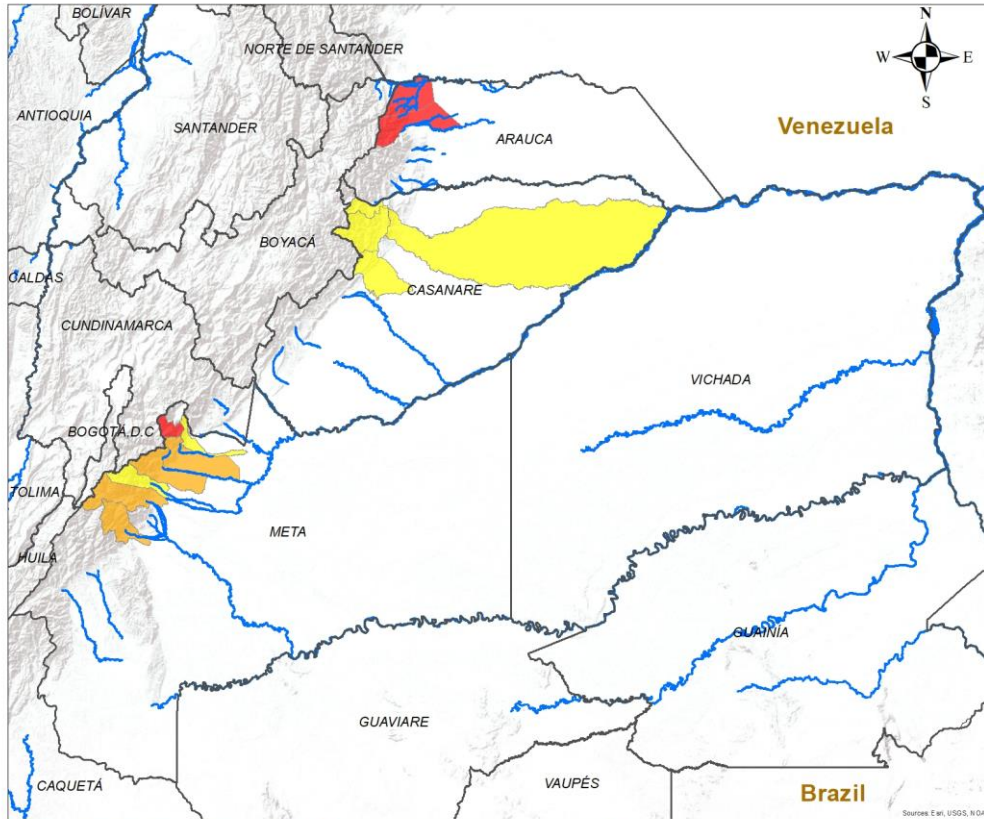 BOLÍVAR
NORTE DE SANTANDER
N
W E
S
ANTIOQUIA
SANTANDER
ARAUCA
Venezuela
BOYACÁ
CALDAS
CASANARE
CUNDINAMARCA
VICHADA
BOGOTÁ, D.C
TOLIMA
META
HUILA
GUAINÍA
GUAVIARE
CAQUETÁ
VAUPÉS
Brazil
Sources: Esri, USGS, NOA